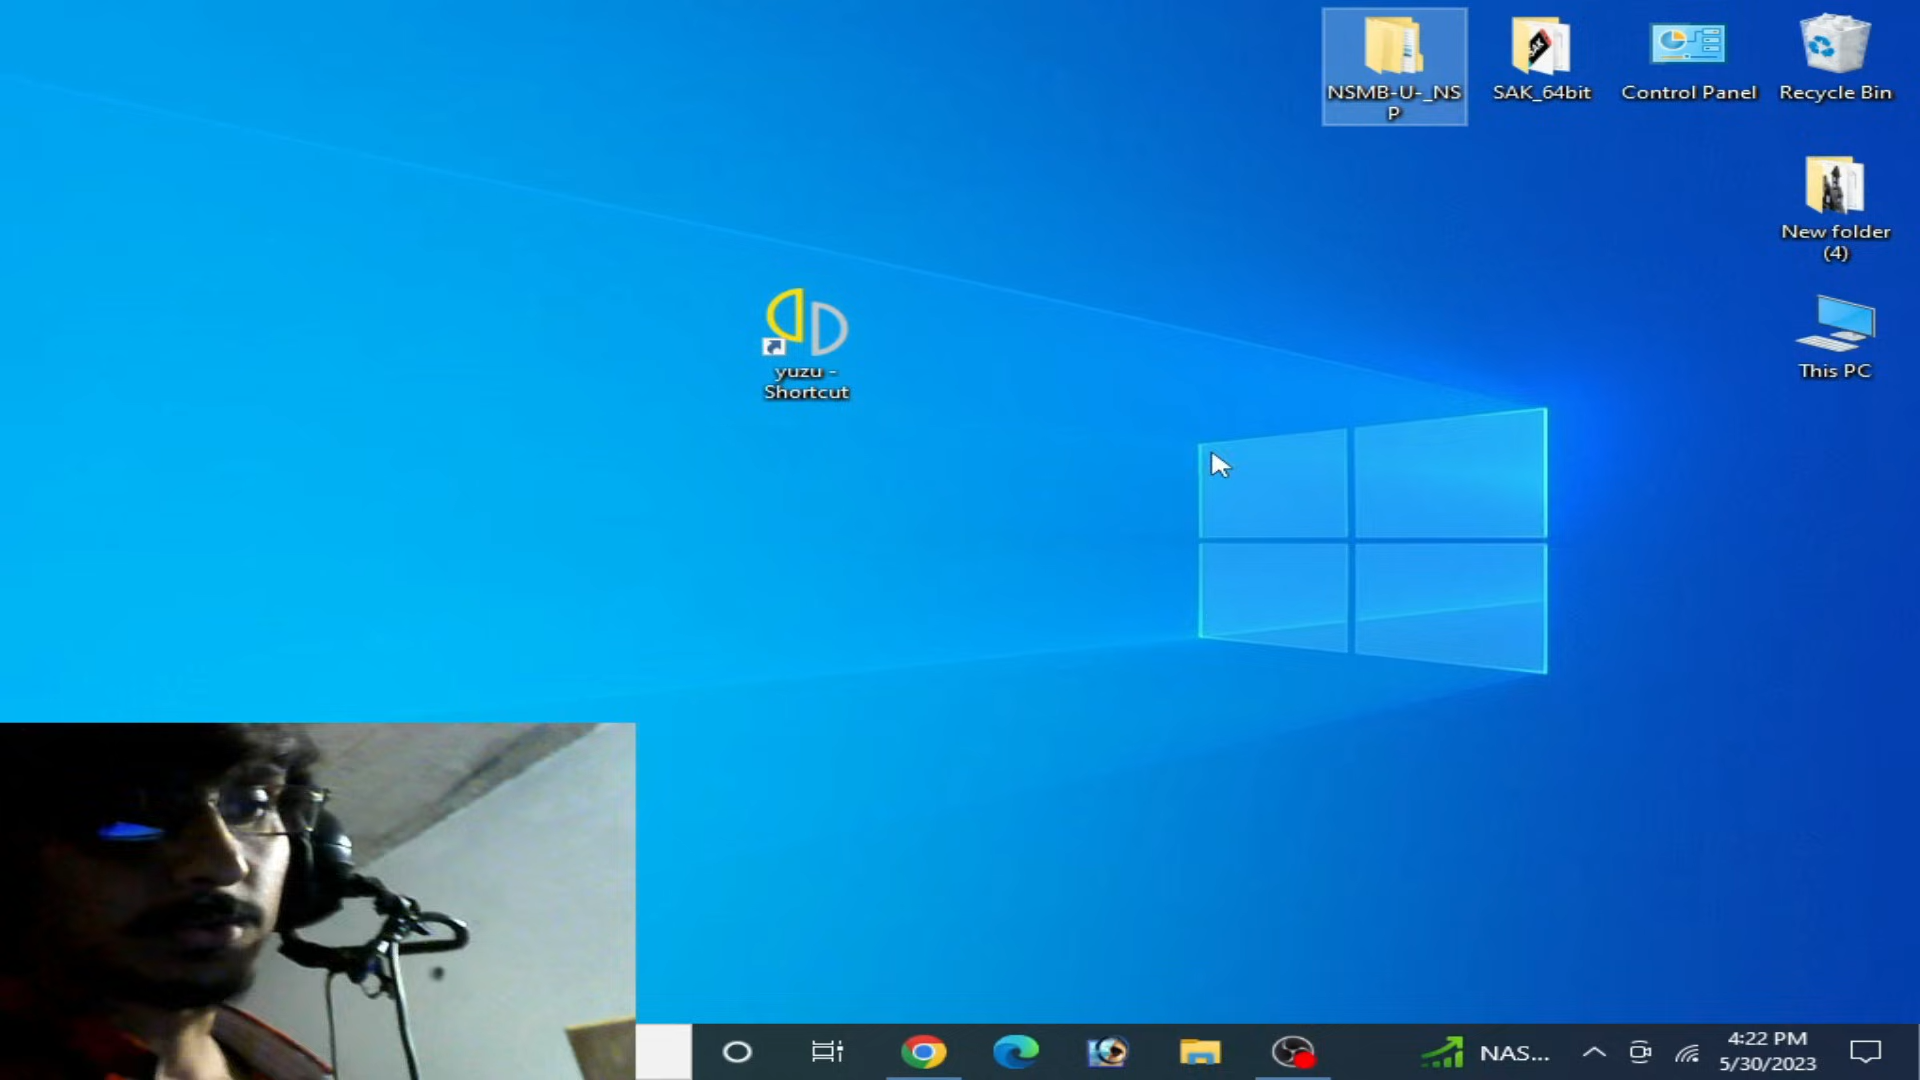 NSMB-U-_NS
P
SAK_64bit
Control Panel
Recycle Bin
New folder
(4)
This PC
yuzu -
Shortcut
SAK
NAS...
4:22 PM
5/30/2023